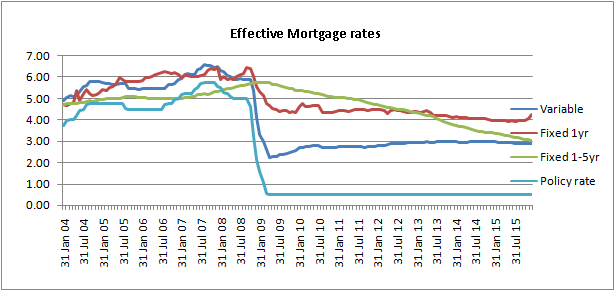 Effective Mortgage rates
7.00
6.00
5.00
4.00
3.00
2.00
1.00
0.00
31 Jan 04
31 Jul 04
31 Jan 05
31 Jul 05
31 Jan 06
31 Jul 06
31 Jan 07
31 Jul 07
31 Jan 08
31 Jul 08
31 Jan 09
31 Jul 09
31 Jan 10
31 Jul 10
31 Jan 11
31 Jul 11
31 Jan 12
31 Jul 12
31 Jan 13
31 Jul 13
31 Jan 14
31 Jul 14
31 Jan 15
31 Jul 15
Variable
Fixed 1yr
Fixed 1-5yr
Policy rate